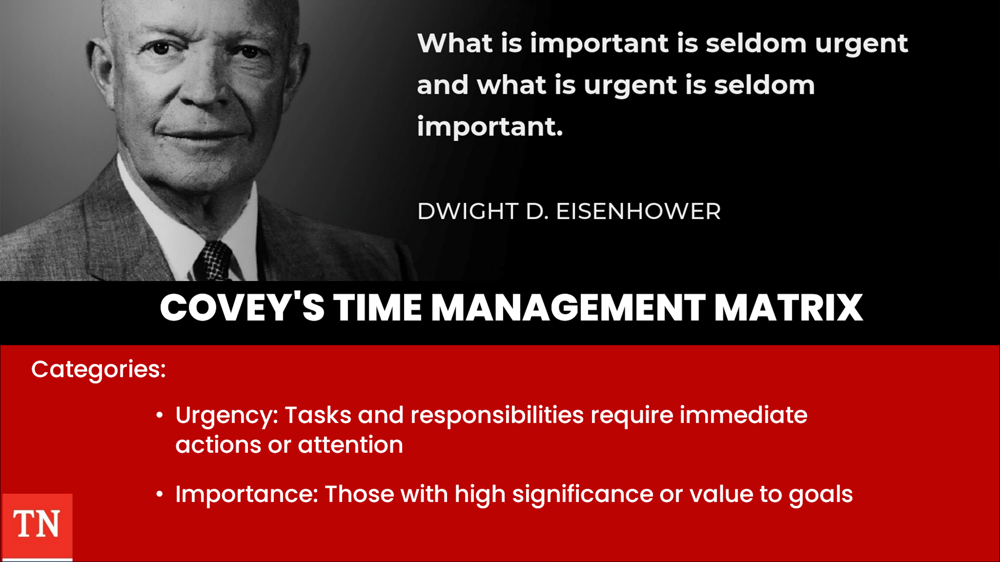 What is important is seldom urgent
and what is urgent is seldom
important.
DWIGHT D. EISENHOWER
COVEY'S TIME MANAGEMENT MATRIX
Categories:
• Urgency: Tasks and responsibilities require immediate
actions or attention
• Importance: Those with high significance or value to goals
TN